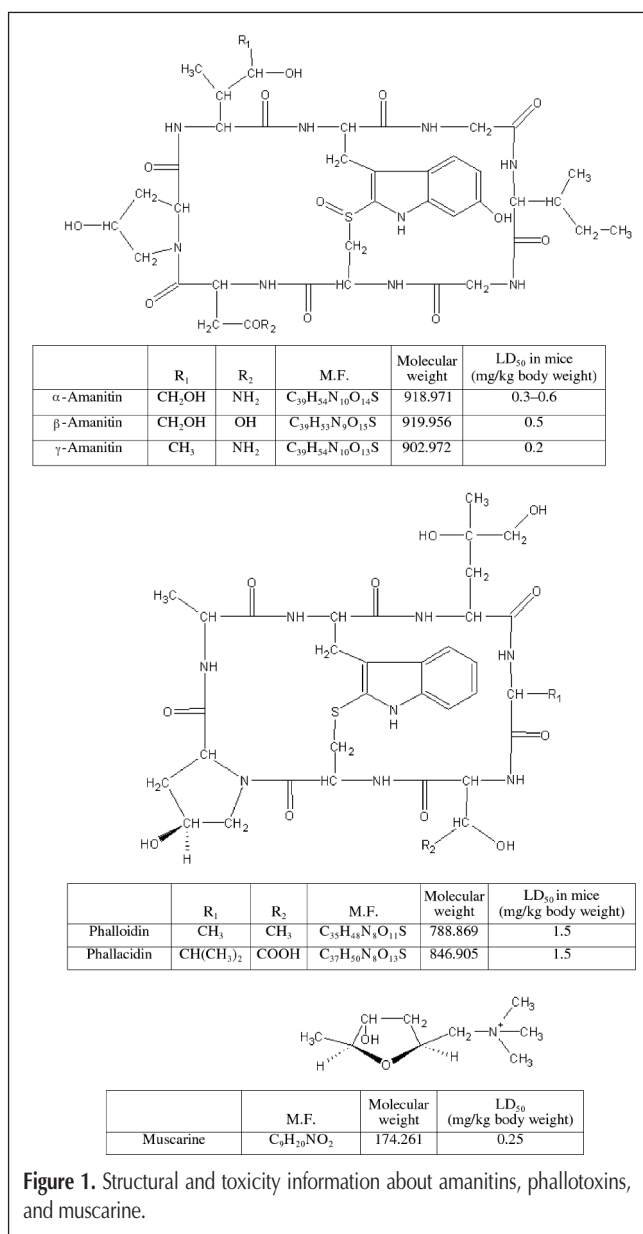 R₁
CH OH
H₃C CH O O O
HN CH NH CH NH CH₂
O H₂C HN CH₃
CH₂ O OH CH
HO CH S N CH CH₂ CH₃
CH₂ N CH₂ H O
O CH NH CH NH CH₂ NH
H₂C COR₂ O O
R₁ R₂ M.F. Molecular weight LD₅₀ in mice (mg/kg body weight)
α-Amanitin CH₂OH NH₂ C₃₉H₅₄N₁₀O₁₄S 918.971 0.3–0.6
β-Amanitin CH₂OH OH C₃₉H₅₃N₉O₁₅S 919.956 0.5
γ-Amanitin CH₃ NH₂ C₃₉H₅₄N₁₀O₁₃S 902.972 0.2
CH₃ OH
HO C CH₂
O O CH₂ O
H₃C CH NH CH NH CH
H₂C HN
NH CH R₁
O S N H O
CH CH₂
H₂C N CH NH CH NH
CH CH₂ O O HC
HO H R₂ OH
R₁ R₂ M.F. Molecular weight LD₅₀ in mice (mg/kg body weight)
Phalloidin CH₃ CH₃ C₃₅H₄₈N₈O₁₁S 788.869 1.5
Phallacidin CH(CH₃)₂ COOH C₃₇H₅₀N₈O₁₃S 846.905 1.5
CH CH₂ CH₃
H₃C OH CH₂ N⁺ CH₃
H O H CH₃
M.F. Molecular weight LD₅₀ (mg/kg body weight)
Muscarine C₉H₂₀NO₂ 174.261 0.25
Figure 1. Structural and toxicity information about amanitins, phallotoxins,
and muscarine.